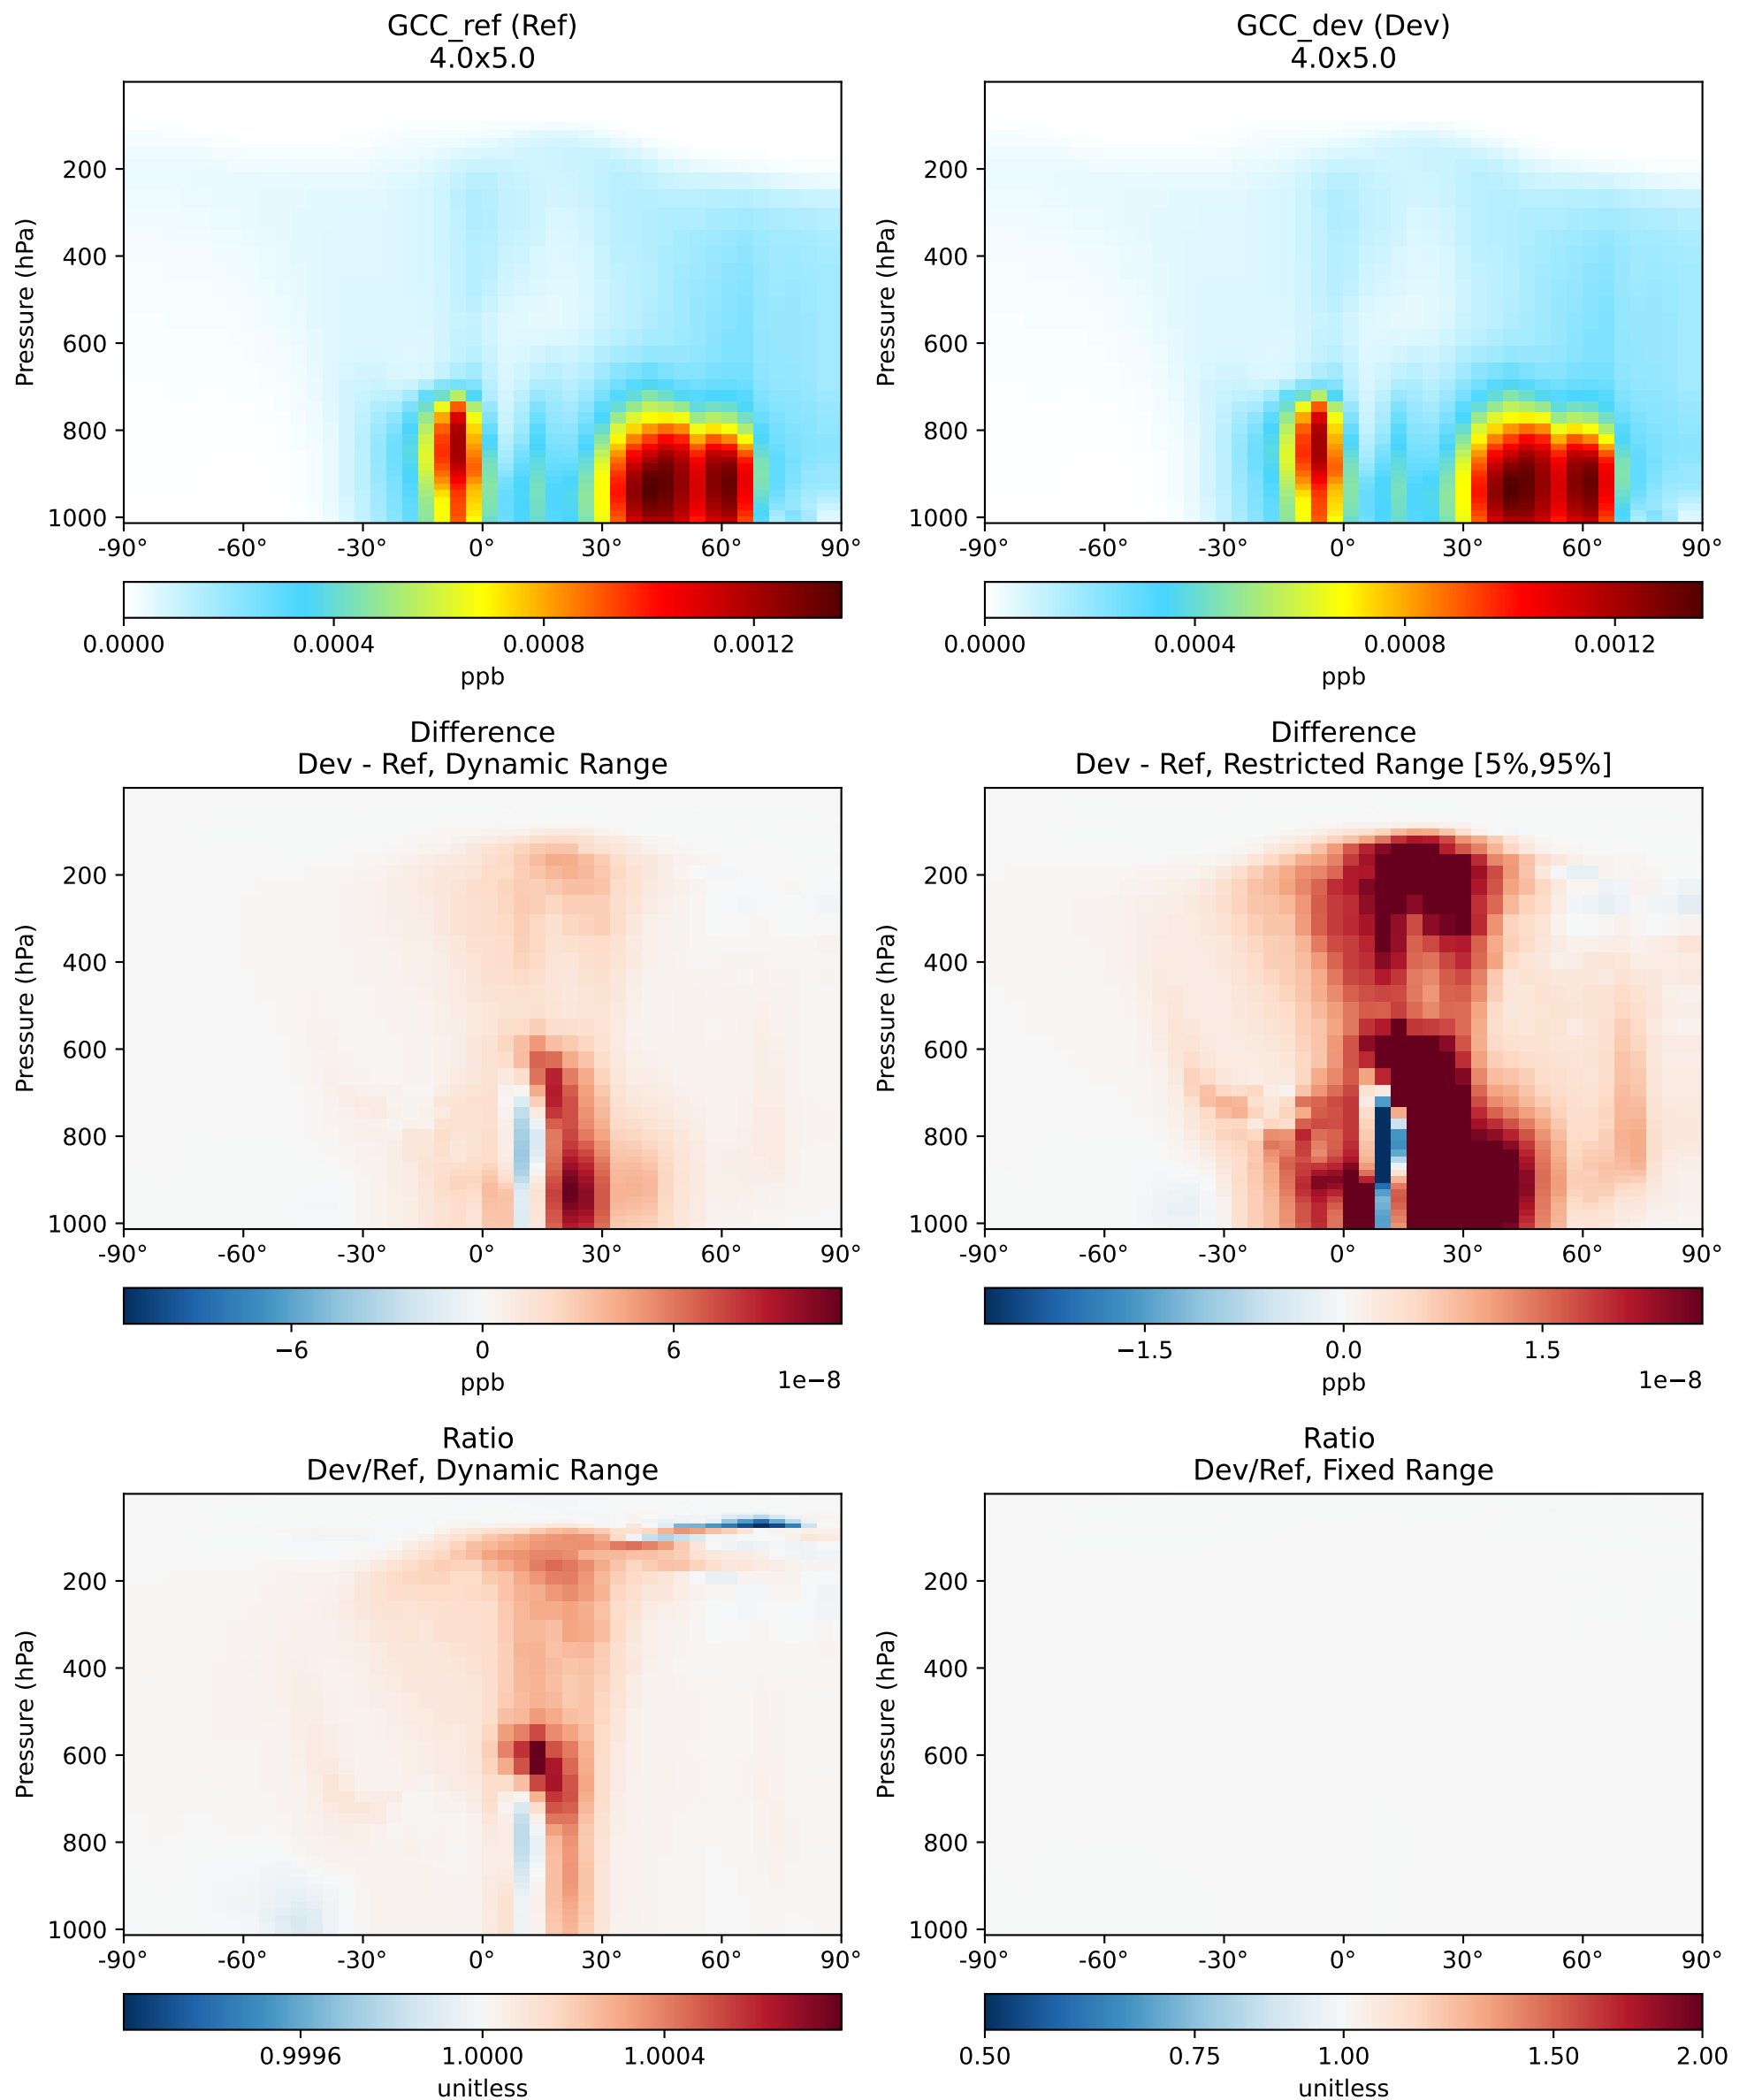 GCC_ref (Ref)
4.0x5.0
Pressure (hPa)
200
400
600
800
1000
-90° -60° -30° 0° 30° 60° 90°
0.0000 0.0004 0.0008 0.0012
ppb
GCC_dev (Dev)
4.0x5.0
Pressure (hPa)
200
400
600
800
1000
-90° -60° -30° 0° 30° 60° 90°
0.0000 0.0004 0.0008 0.0012
ppb
Difference
Dev - Ref, Dynamic Range
Pressure (hPa)
200
400
600
800
1000
-90° -60° -30° 0° 30° 60° 90°
−6 0 6
ppb 1e−8
Difference
Dev - Ref, Restricted Range [5%,95%]
Pressure (hPa)
200
400
600
800
1000
-90° -60° -30° 0° 30° 60° 90°
−1.5 0.0 1.5
ppb 1e−8
Ratio
Dev/Ref, Dynamic Range
Pressure (hPa)
200
400
600
800
1000
-90° -60° -30° 0° 30° 60° 90°
0.9996 1.0000 1.0004
unitless
Ratio
Dev/Ref, Fixed Range
Pressure (hPa)
200
400
600
800
1000
-90° -60° -30° 0° 30° 60° 90°
0.50 0.75 1.00 1.50 2.00
unitless